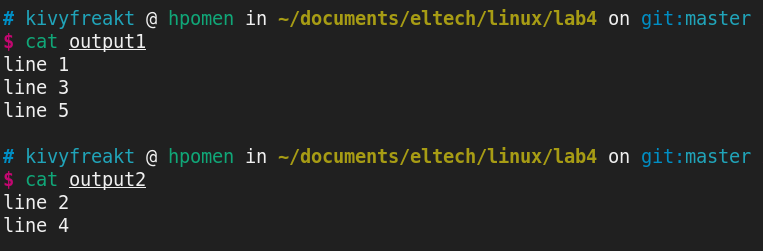 # kivyfreakt @ hpomen in ~/documents/eltech/linux/lab4 on git:master
$ cat output1
line 1
line 3
line 5
# kivyfreakt @ hpomen in ~/documents/eltech/linux/lab4 on git:master
$ cat output2
line 2
line 4